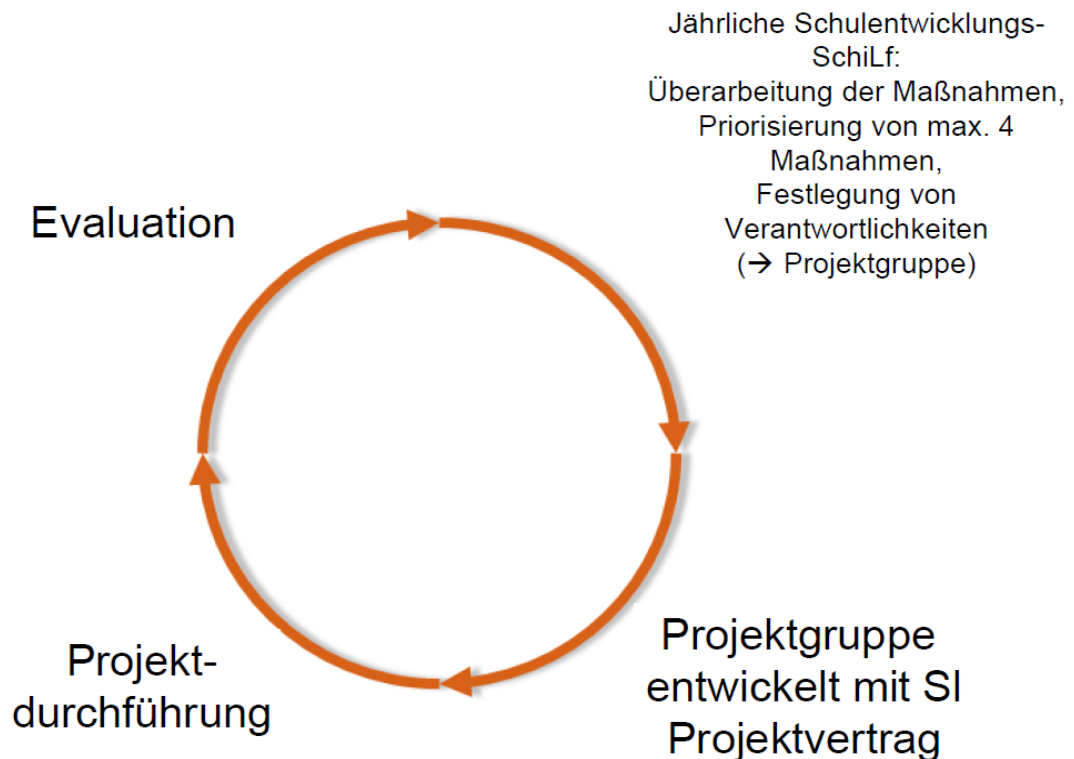 Jährliche Schulentwicklungs-
SchiLf:
Überarbeitung der Maßnahmen,
Priorisierung von max. 4
Maßnahmen,
Festlegung von
Verantwortlichkeiten
(→ Projektgruppe)
Evaluation
Projektgruppe
entwickelt mit SI
Projektvertrag
Projekt-
durchführung